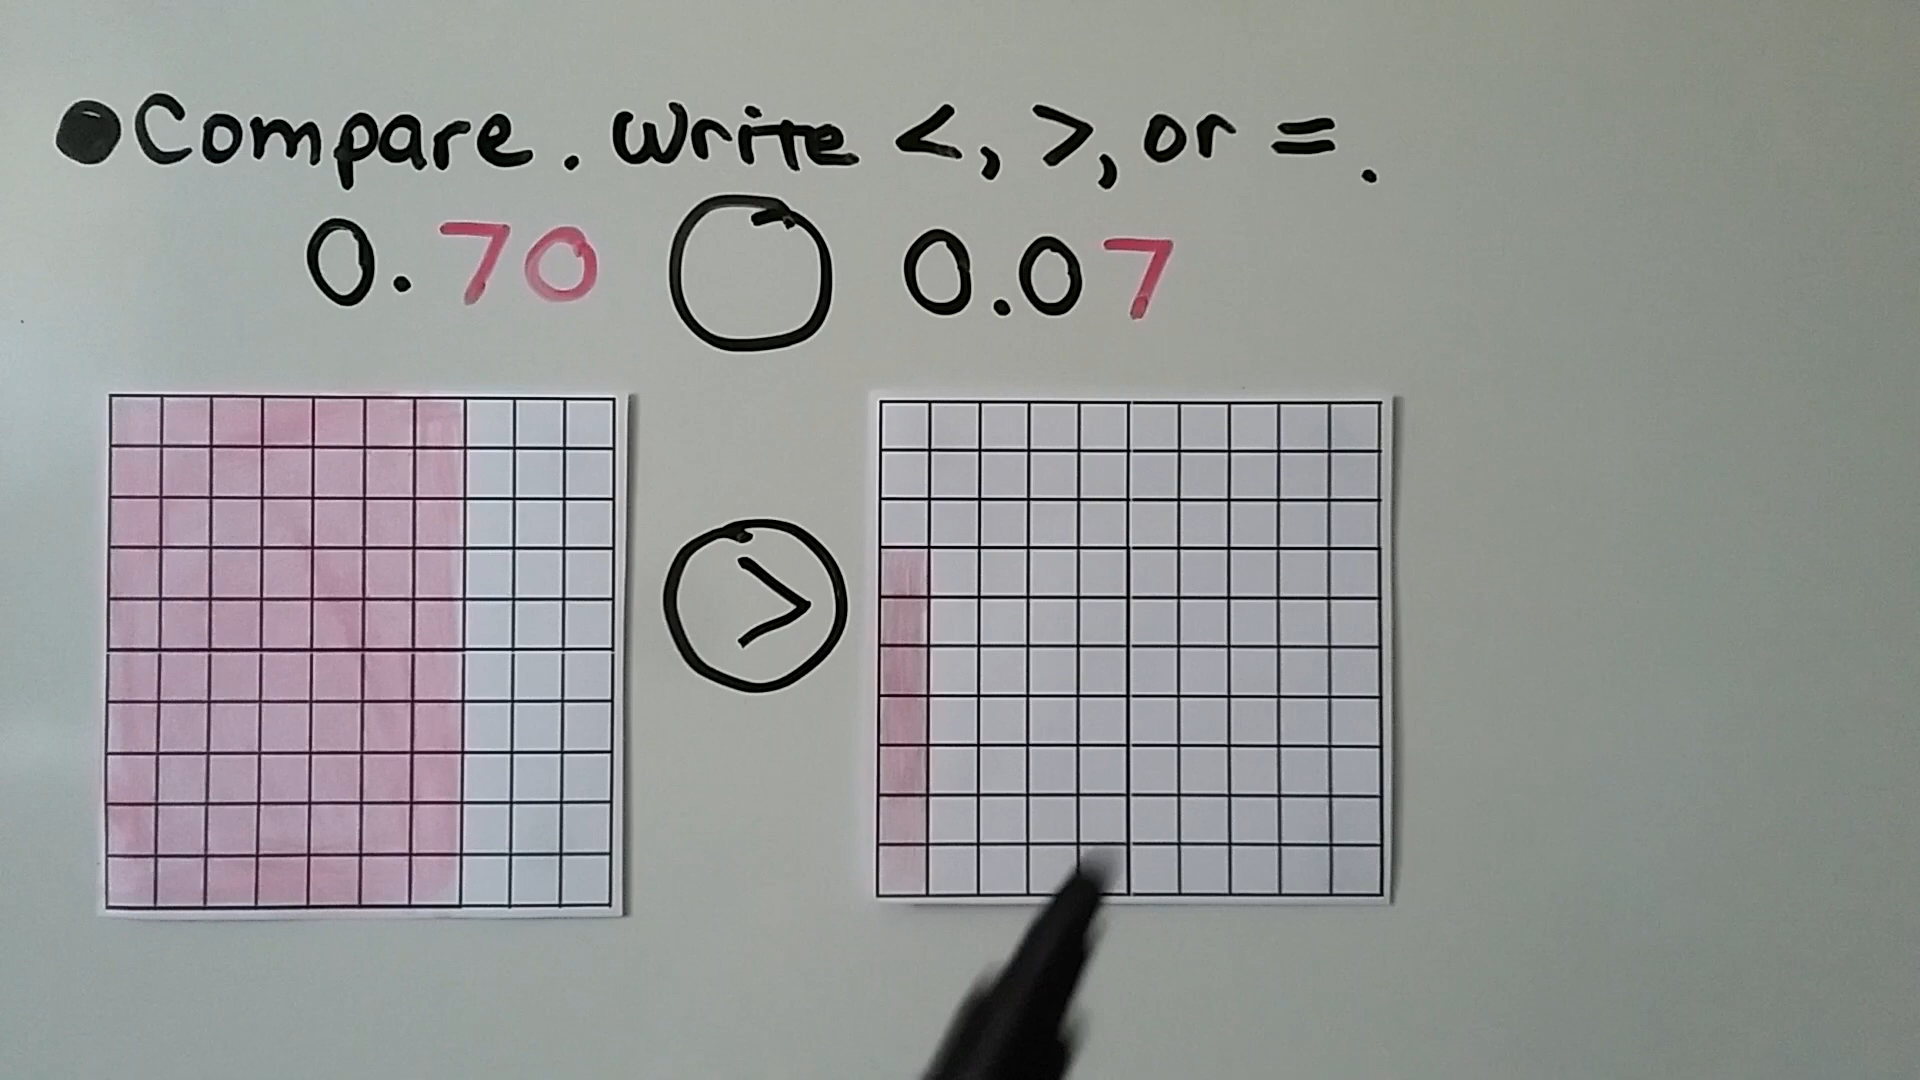 ●Compare. Write <, >, or =.
0.70 ◯ 0.07
>